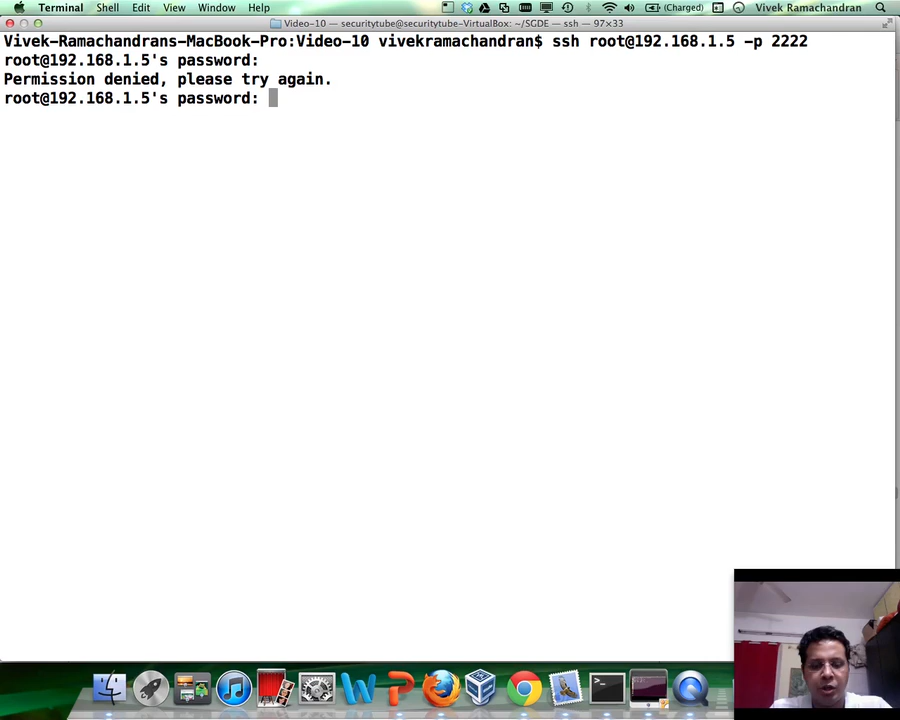 Terminal Shell Edit View Window Help (Charged) Vivek Ramachandran
Video-10 — securitytube@securitytube-VirtualBox: ~/SGDE — ssh — 97×33
Vivek-Ramachandrans-MacBook-Pro:Video-10 vivekramachandran$ ssh root@192.168.1.5 -p 2222
root@192.168.1.5's password:
Permission denied, please try again.
root@192.168.1.5's password: